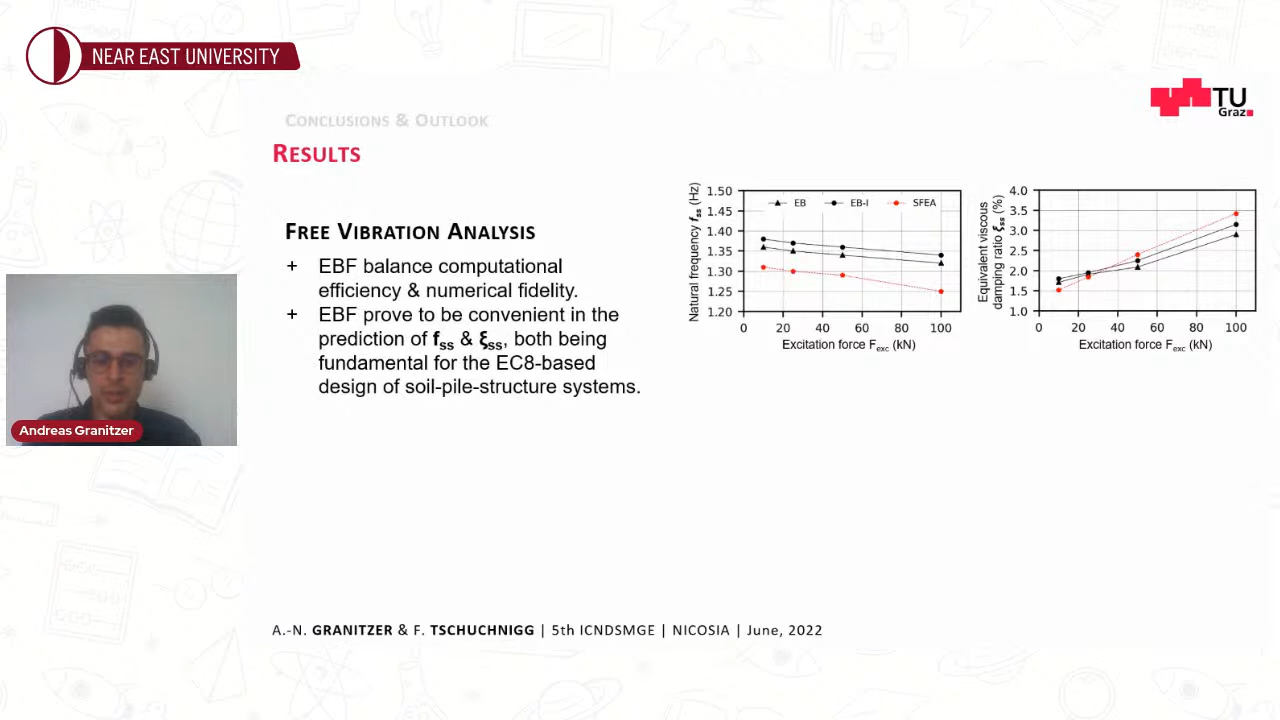 NEAR EAST UNIVERSITY
TU
Graz
CONCLUSIONS & OUTLOOK
RESULTS
FREE VIBRATION ANALYSIS
+ EBF balance computational
efficiency & numerical fidelity.
+ EBF prove to be convenient in the
prediction of fss & ξss, both being
fundamental for the EC8-based
design of soil-pile-structure systems.
Natural frequency fss (Hz)
1.50
1.45
1.40
1.35
1.30
1.25
1.20
EB EB-I SFEA
0 20 40 60 80 100
Excitation force Fexc (kN)
Equivalent viscous
damping ratio ξss (%)
4.0
3.5
3.0
2.5
2.0
1.5
1.0
0 20 40 60 80 100
Excitation force Fexc (kN)
Andreas Granitzer
A.-N. GRANITZER & F. TSCHUCHNIGG | 5th ICNDSMGE | NICOSIA | June, 2022